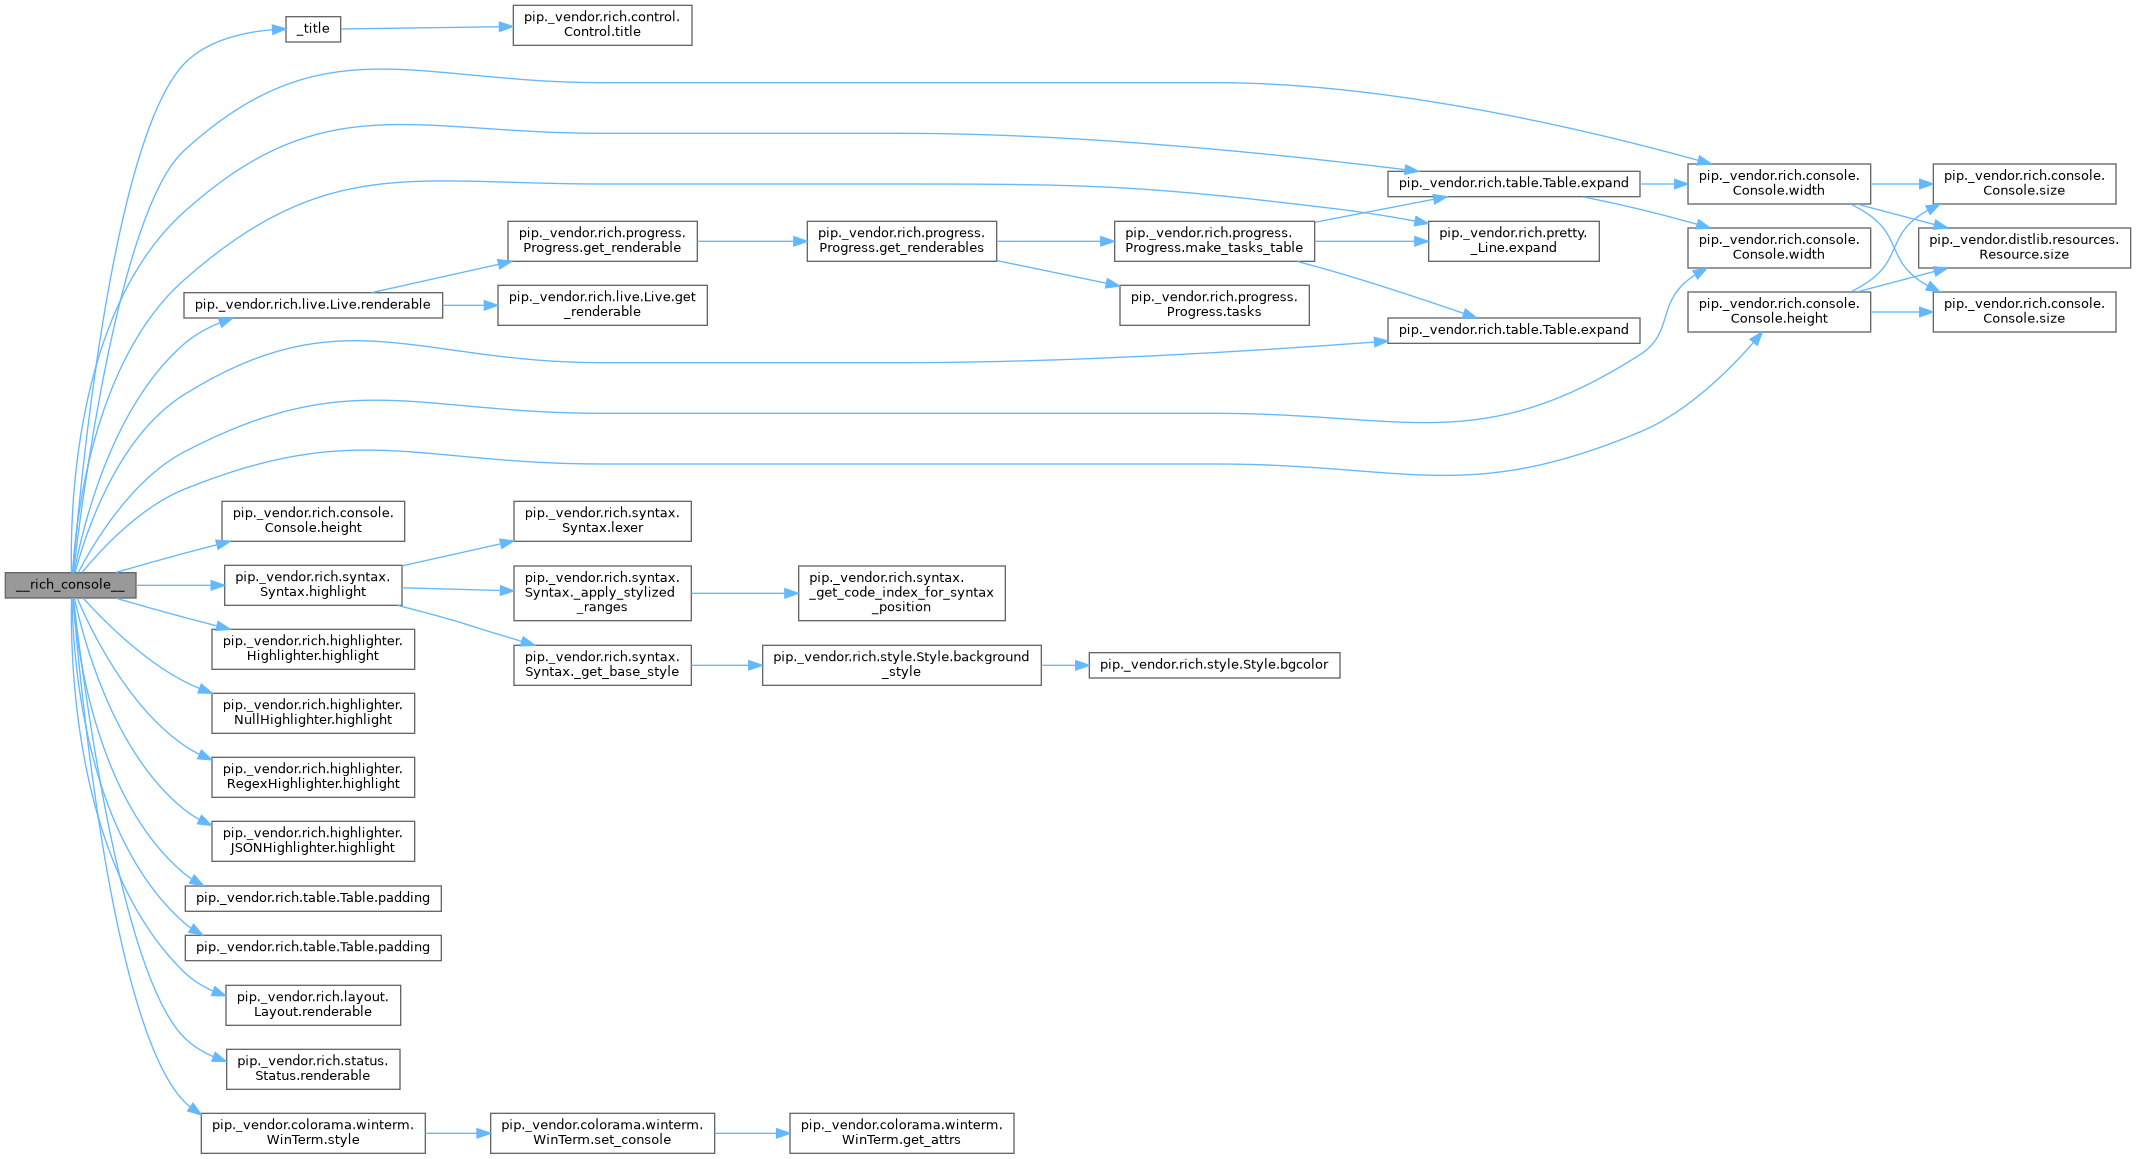 __rich_console__
_title
pip._vendor.rich.control.
Control.title
pip._vendor.rich.console.
Console.width
pip._vendor.rich.console.
Console.size
pip._vendor.rich.table.Table.expand
pip._vendor.rich.progress.
Progress.get_renderable
pip._vendor.rich.progress.
Progress.get_renderables
pip._vendor.rich.progress.
Progress.make_tasks_table
pip._vendor.rich.pretty.
_Line.expand
pip._vendor.rich.console.
Console.width
pip._vendor.distlib.resources.
Resource.size
pip._vendor.rich.live.Live.renderable
pip._vendor.rich.live.Live.get
_renderable
pip._vendor.rich.progress.
Progress.tasks
pip._vendor.rich.table.Table.expand
pip._vendor.rich.console.
Console.height
pip._vendor.rich.console.
Console.size
pip._vendor.rich.console.
Console.height
pip._vendor.rich.syntax.
Syntax.lexer
pip._vendor.rich.syntax.
Syntax.highlight
pip._vendor.rich.syntax.
Syntax._apply_stylized
_ranges
pip._vendor.rich.syntax.
_get_code_index_for_syntax
_position
pip._vendor.rich.highlighter.
Highlighter.highlight
pip._vendor.rich.syntax.
Syntax._get_base_style
pip._vendor.rich.style.Style.background
_style
pip._vendor.rich.style.Style.bgcolor
pip._vendor.rich.highlighter.
NullHighlighter.highlight
pip._vendor.rich.highlighter.
RegexHighlighter.highlight
pip._vendor.rich.highlighter.
JSONHighlighter.highlight
pip._vendor.rich.table.Table.padding
pip._vendor.rich.table.Table.padding
pip._vendor.rich.layout.
Layout.renderable
pip._vendor.rich.status.
Status.renderable
pip._vendor.colorama.winterm.
WinTerm.style
pip._vendor.colorama.winterm.
WinTerm.set_console
pip._vendor.colorama.winterm.
WinTerm.get_attrs